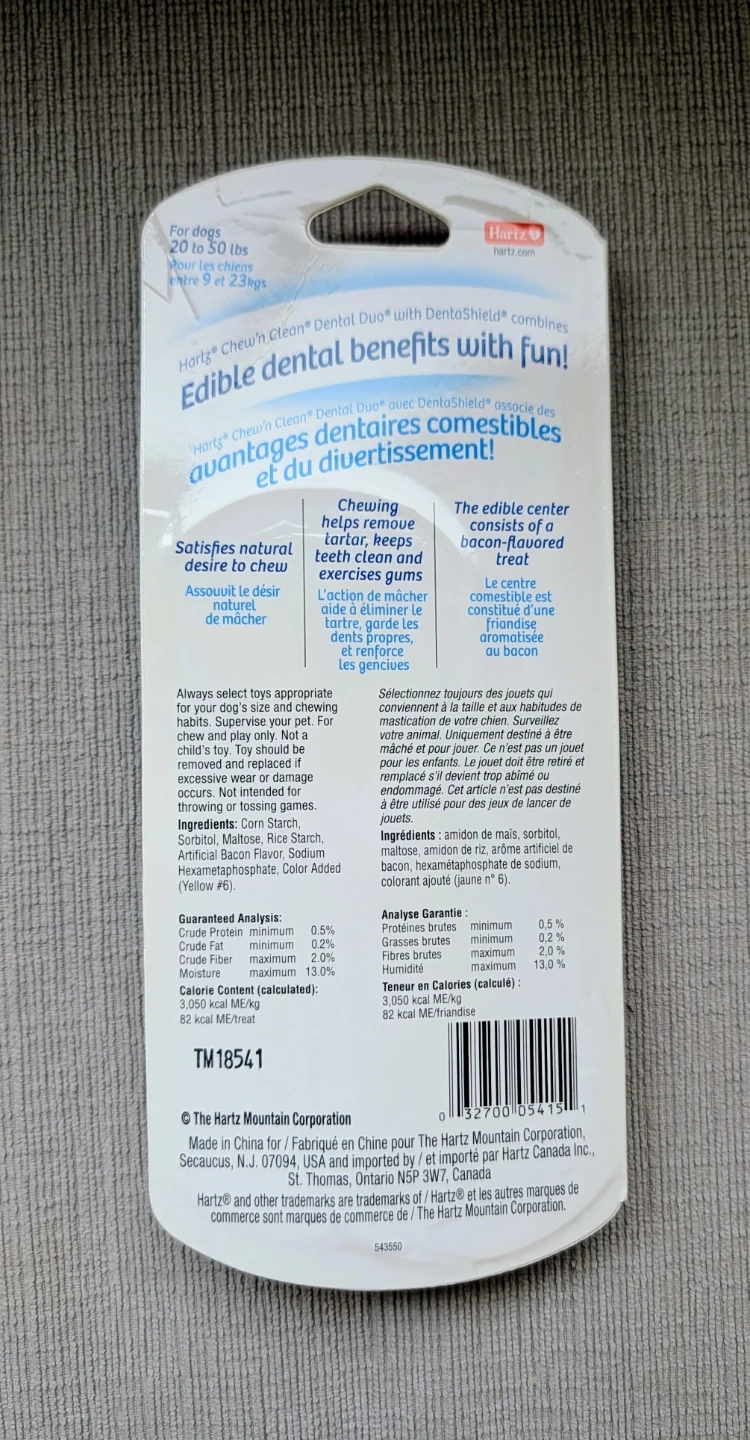 For dogs
20 to 50 lbs
Pour les chiens
entre 9 et 23kgs
Hartz
hartz.com
Hartz® Chew'n Clean® Dental Duo® with DentaShield® combines
Edible dental benefits with fun!
Hartz® Chew'n Clean® Dental Duo® avec DentaShield® associe des
avantages dentaires comestibles
et du divertissement!
Satisfies natural
desire to chew
Assouvit le désir
naturel
de mâcher
Chewing
helps remove
tartar, keeps
teeth clean and
exercises gums
L'action de mâcher
aide à éliminer le
tartre, garde les
dents propres,
et renforce
les gencives
The edible center
consists of a
bacon-flavored
treat
Le centre
comestible est
constitué d'une
friandise
aromatisée
au bacon
Always select toys appropriate
for your dog's size and chewing
habits. Supervise your pet. For
chew and play only. Not a
child's toy. Toy should be
removed and replaced if
excessive wear or damage
occurs. Not intended for
throwing or tossing games.
Ingredients: Corn Starch,
Sorbitol, Maltose, Rice Starch,
Artificial Bacon Flavor, Sodium
Hexametaphosphate, Color Added
(Yellow #6).
Guaranteed Analysis:
Crude Protein minimum 0.5%
Crude Fat minimum 0.2%
Crude Fiber maximum 2.0%
Moisture maximum 13.0%
Calorie Content (calculated):
3,050 kcal ME/kg
82 kcal ME/treat
Sélectionnez toujours des jouets qui
conviennent à la taille et aux habitudes de
mastication de votre chien. Surveillez
votre animal. Uniquement destiné à être
mâché et pour jouer. Ce n'est pas un jouet
pour les enfants. Le jouet doit être retiré et
remplacé s'il devient trop abîmé ou
endommagé. Cet article n'est pas destiné
à être utilisé pour des jeux de lancer de
jouets.
Ingrédients : amidon de maïs, sorbitol,
maltose, amidon de riz, arôme artificiel de
bacon, hexamétaphosphate de sodium,
colorant ajouté (jaune n° 6).
Analyse Garantie :
Protéines brutes minimum 0,5 %
Grasses brutes minimum 0,2 %
Fibres brutes maximum 2,0 %
Humidité maximum 13,0 %
Teneur en Calories (calculé) :
3,050 kcal ME/kg
82 kcal ME/friandise
TM18541
0 32700 05415 1
© The Hartz Mountain Corporation
Made in China for / Fabriqué en Chine pour The Hartz Mountain Corporation,
Secaucus, N.J. 07094, USA and imported by / et importé par Hartz Canada Inc.,
St. Thomas, Ontario N5P 3W7, Canada
Hartz® and other trademarks are trademarks of / Hartz® et les autres marques de
commerce sont marques de commerce de / The Hartz Mountain Corporation.
543550